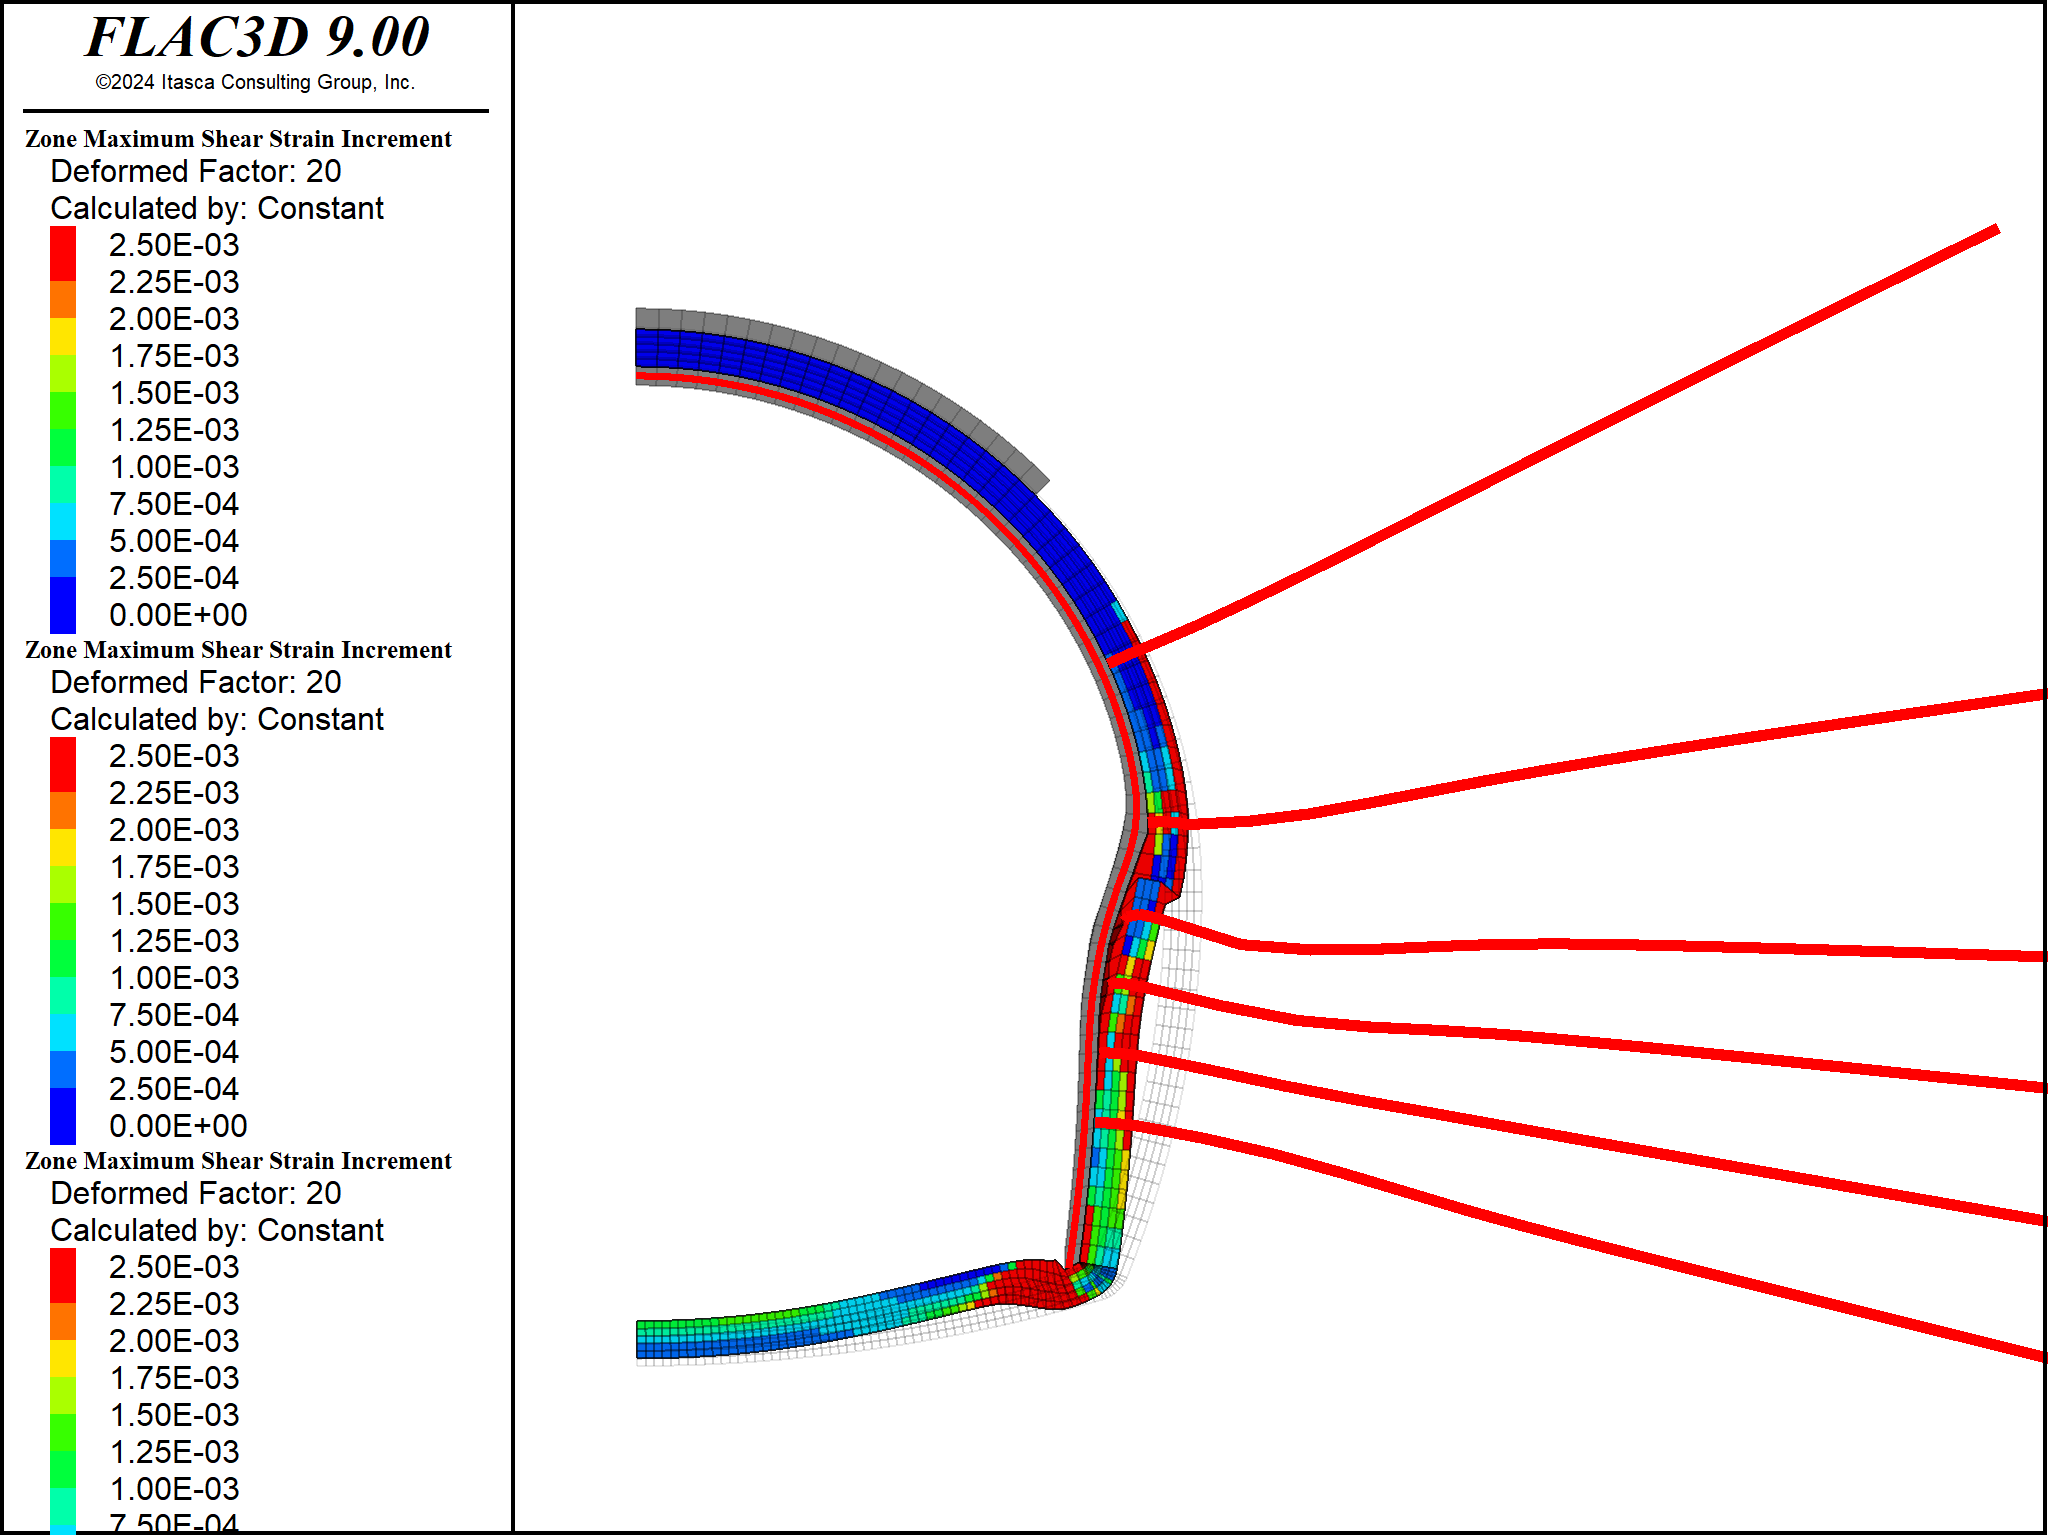 FLAC3D 9.00
©2024 Itasca Consulting Group, Inc.
Zone Maximum Shear Strain Increment
Deformed Factor: 20
Calculated by: Constant
2.50E-03
2.25E-03
2.00E-03
1.75E-03
1.50E-03
1.25E-03
1.00E-03
7.50E-04
5.00E-04
2.50E-04
0.00E+00
Zone Maximum Shear Strain Increment
Deformed Factor: 20
Calculated by: Constant
2.50E-03
2.25E-03
2.00E-03
1.75E-03
1.50E-03
1.25E-03
1.00E-03
7.50E-04
5.00E-04
2.50E-04
0.00E+00
Zone Maximum Shear Strain Increment
Deformed Factor: 20
Calculated by: Constant
2.50E-03
2.25E-03
2.00E-03
1.75E-03
1.50E-03
1.25E-03
1.00E-03
7.50E-04